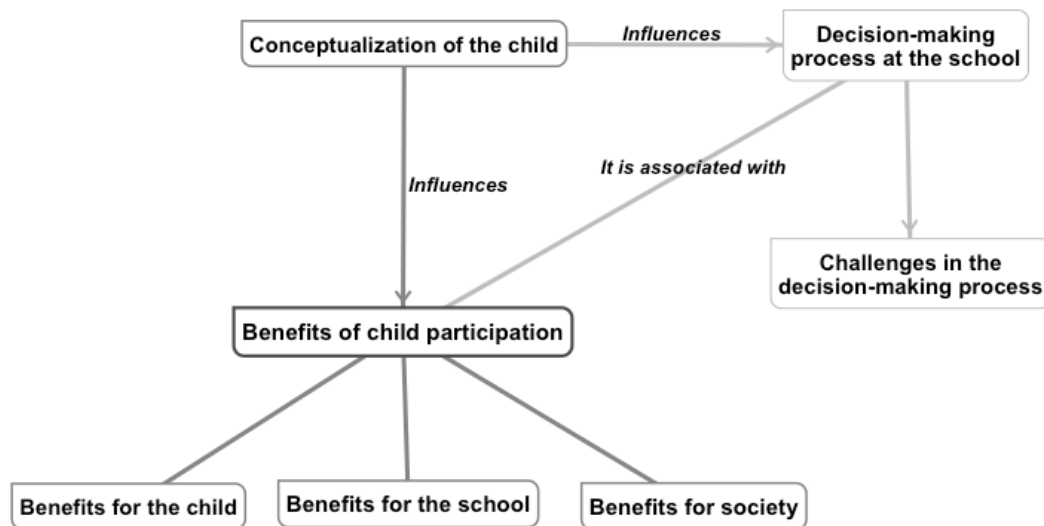 Conceptualization of the child
Influences
Decision-making
process at the school
It is associated with
Influences
Challenges in the
decision-making process
Benefits of child participation
Benefits for the child
Benefits for the school
Benefits for society